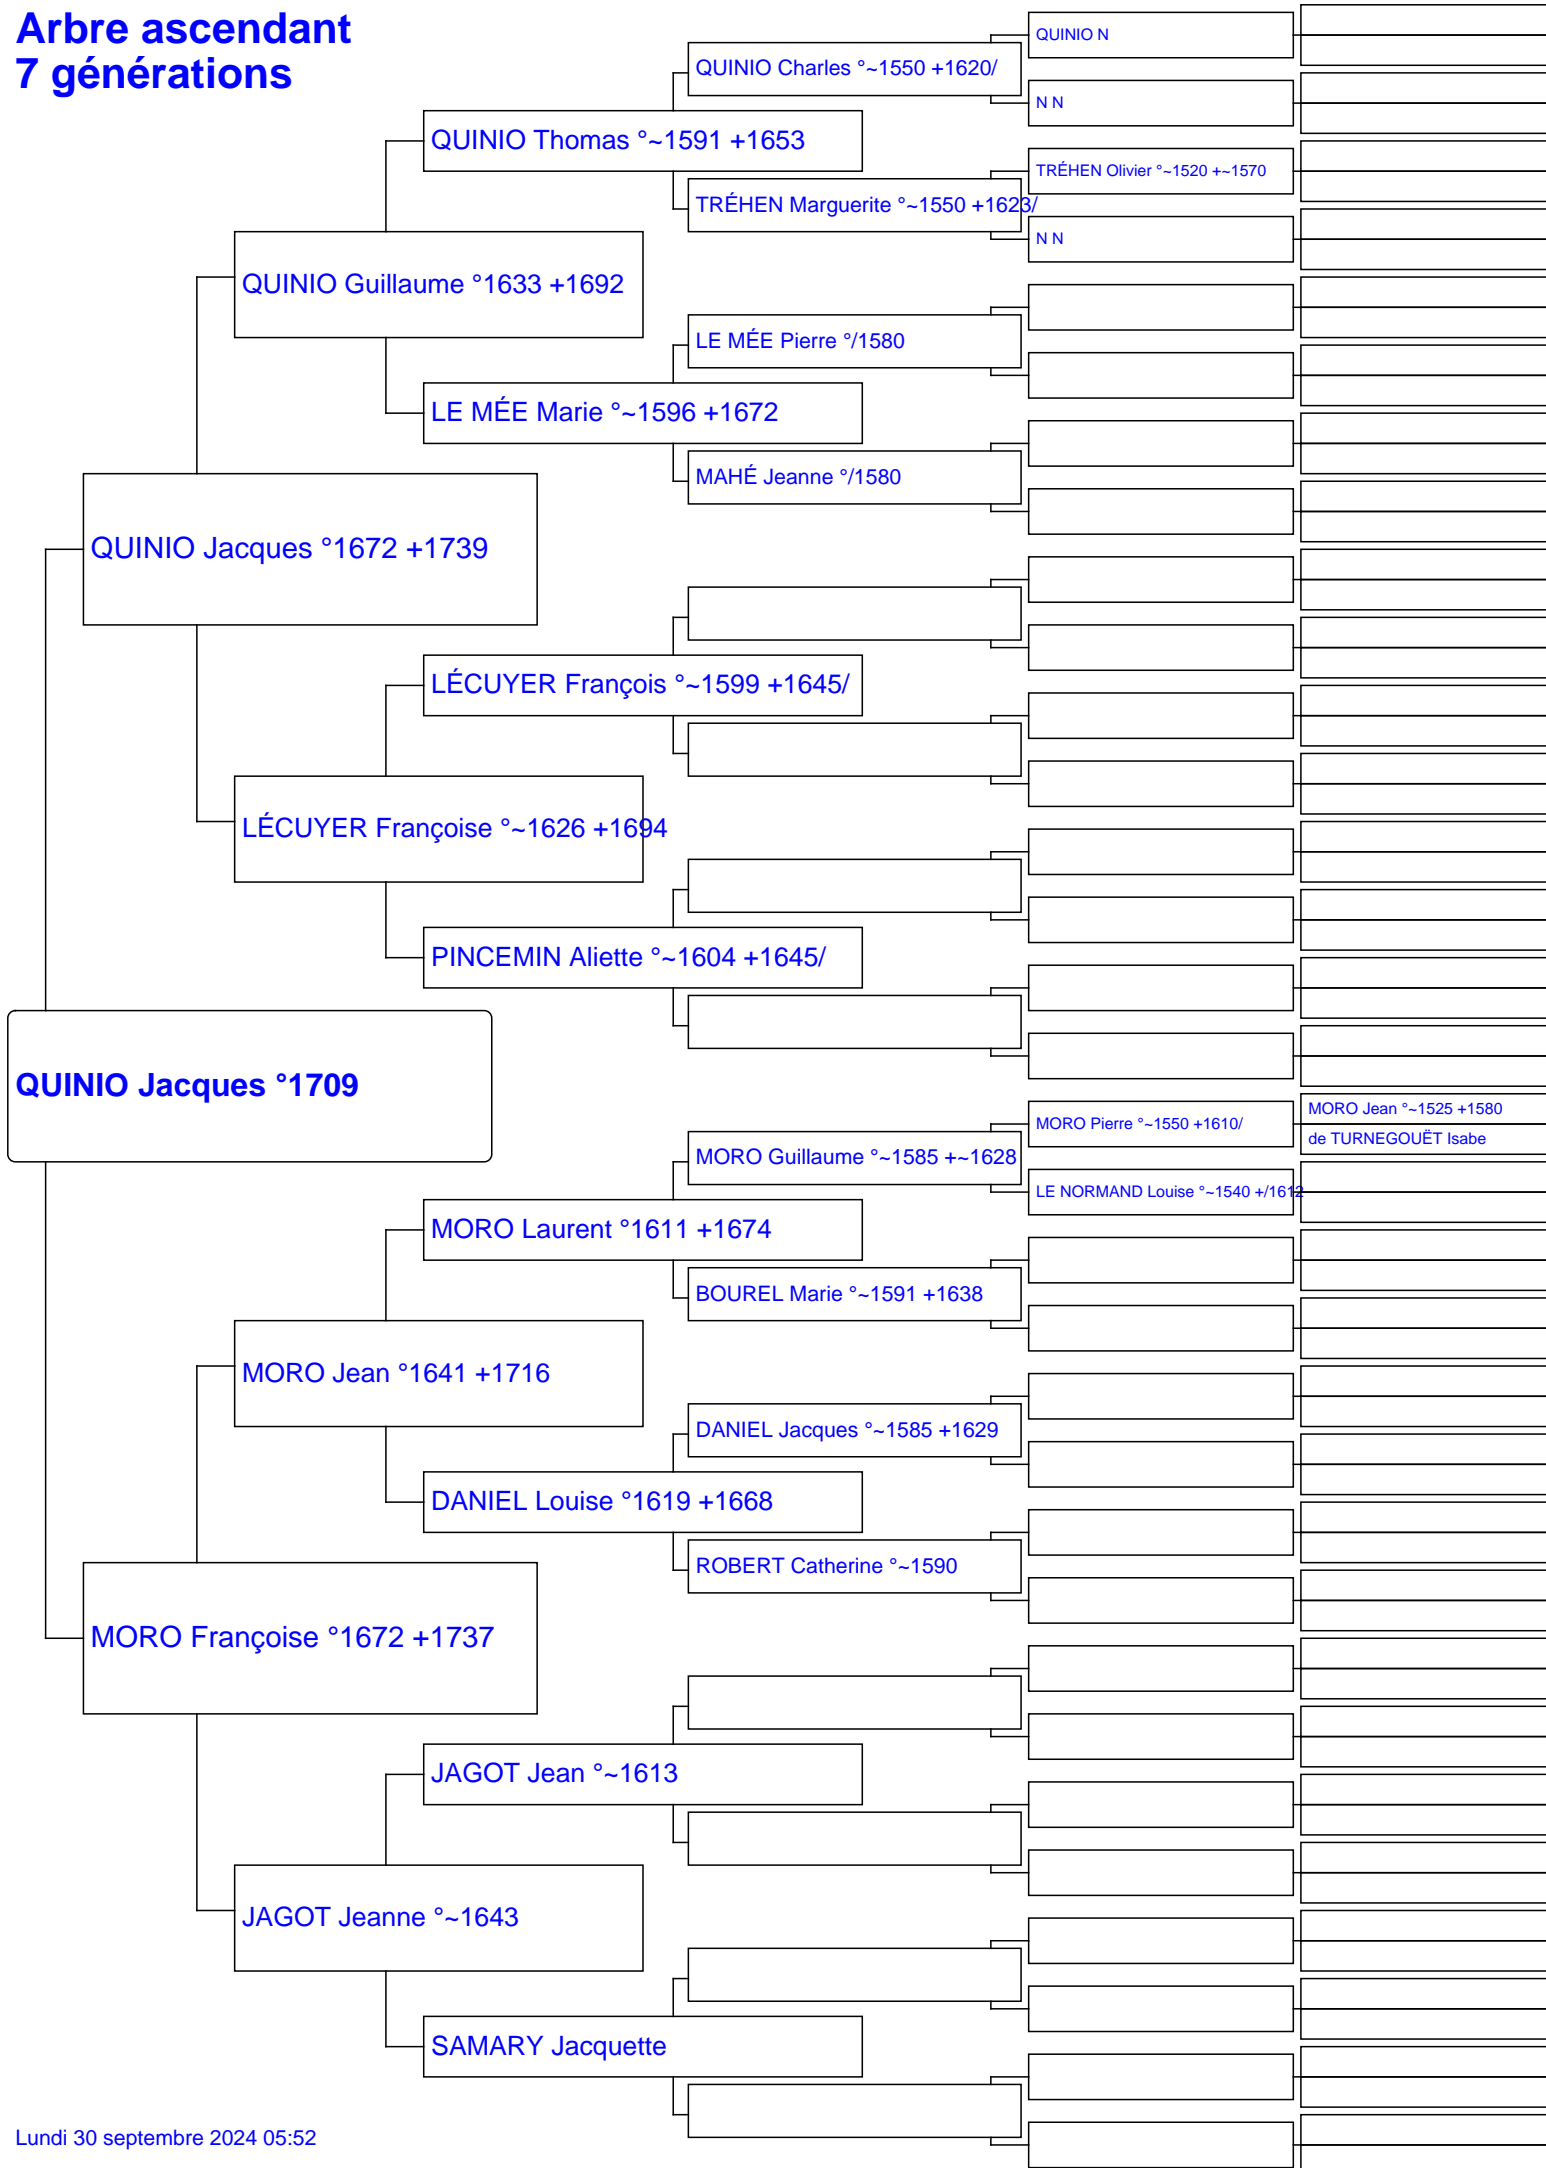 Arbre ascendant
7 générations
QUINIO N
QUINIO Charles °~1550 +1620/
N N
QUINIO Thomas °~1591 +1653
TRÉHEN Olivier °~1520 +~1570
TRÉHEN Marguerite °~1550 +1623/
N N
QUINIO Guillaume °1633 +1692
LE MÉE Pierre °/1580
LE MÉE Marie °~1596 +1672
MAHÉ Jeanne °/1580
QUINIO Jacques °1672 +1739
LÉCUYER François °~1599 +1645/
LÉCUYER Françoise °~1626 +1694
PINCEMIN Aliette °~1604 +1645/
QUINIO Jacques °1709
MORO Jean °~1525 +1580
MORO Pierre °~1550 +1610/
de TURNEGOUËT Isabe
MORO Guillaume °~1585 +~1628
LE NORMAND Louise °~1540 +/1612
MORO Laurent °1611 +1674
BOUREL Marie °~1591 +1638
MORO Jean °1641 +1716
DANIEL Jacques °~1585 +1629
DANIEL Louise °1619 +1668
ROBERT Catherine °~1590
MORO Françoise °1672 +1737
JAGOT Jean °~1613
JAGOT Jeanne °~1643
SAMARY Jacquette
Lundi 30 septembre 2024 05:52